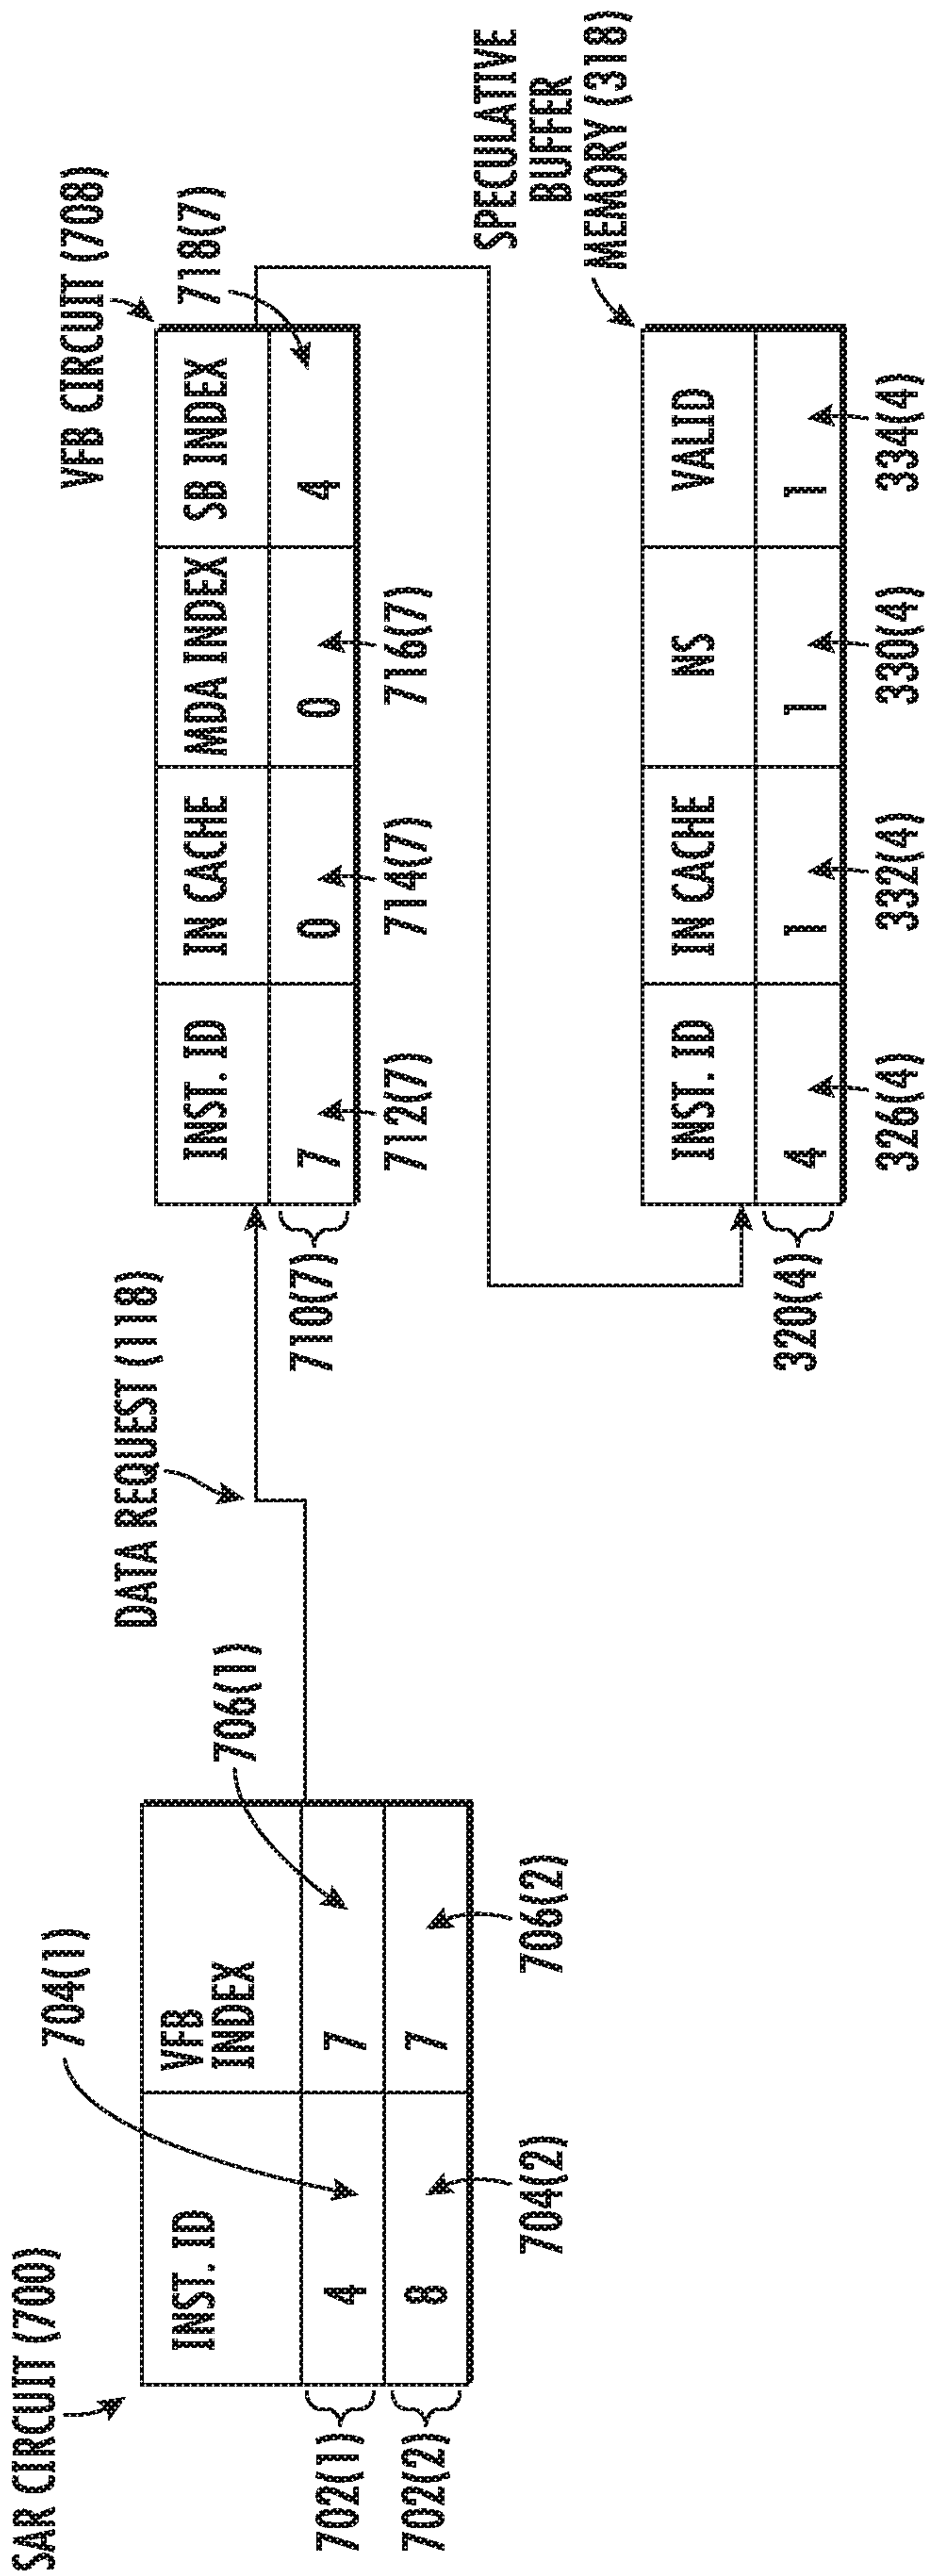 SAR CIRCUIT (700)
704(1)
INST. ID
VFB
INDEX
706(1)
702(1)
4
7
702(2)
8
7
704(2)
706(2)
DATA REQUEST (118)
VFB CIRCUIT (708)
718(7)
INST. ID
IN CACHE
MDA INDEX
SB INDEX
710(7)
7
0
0
4
712(7)
714(7)
716(7)
SPECULATIVE
BUFFER
MEMORY (318)
INST. ID
IN CACHE
NS
VALID
320(4)
4
1
1
1
326(4)
332(4)
330(4)
334(4)